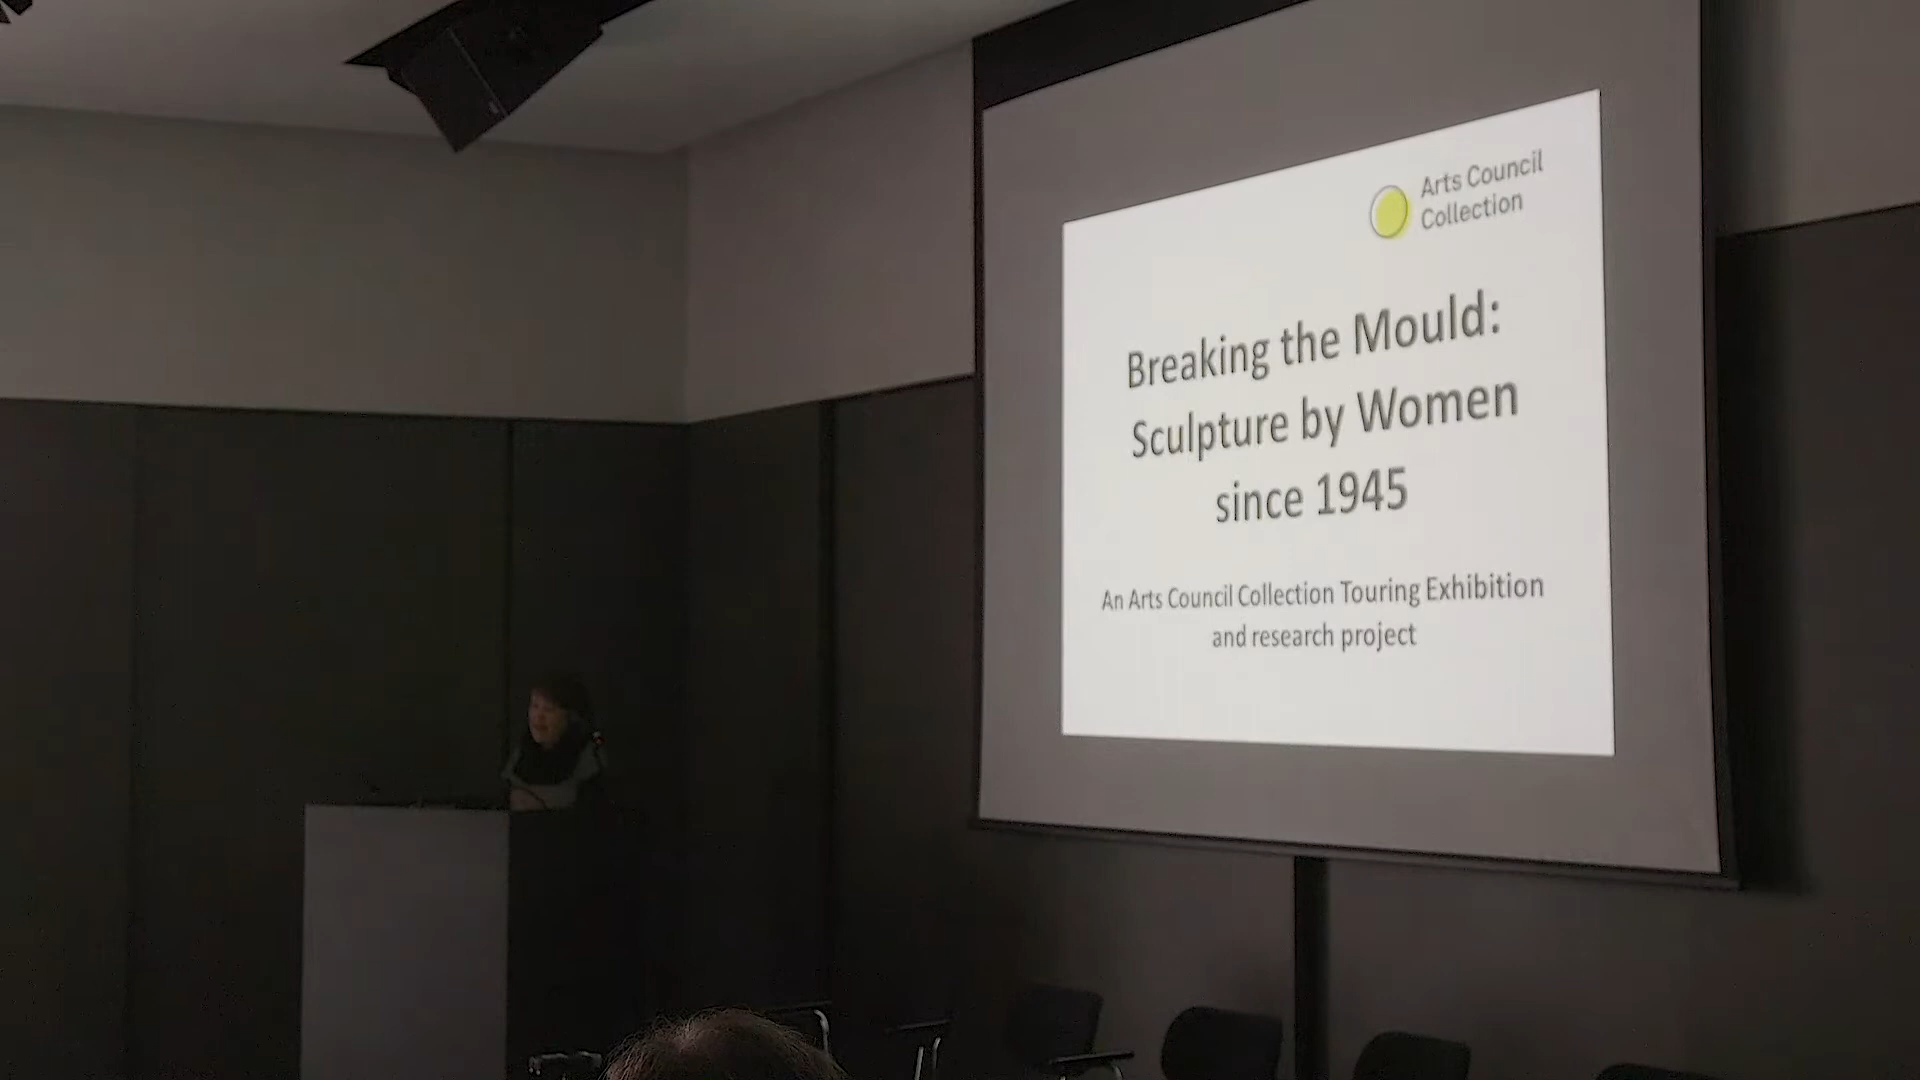 Arts Council
Collection
Breaking the Mould:
Sculpture by Women
since 1945
An Arts Council Collection Touring Exhibition
and research project